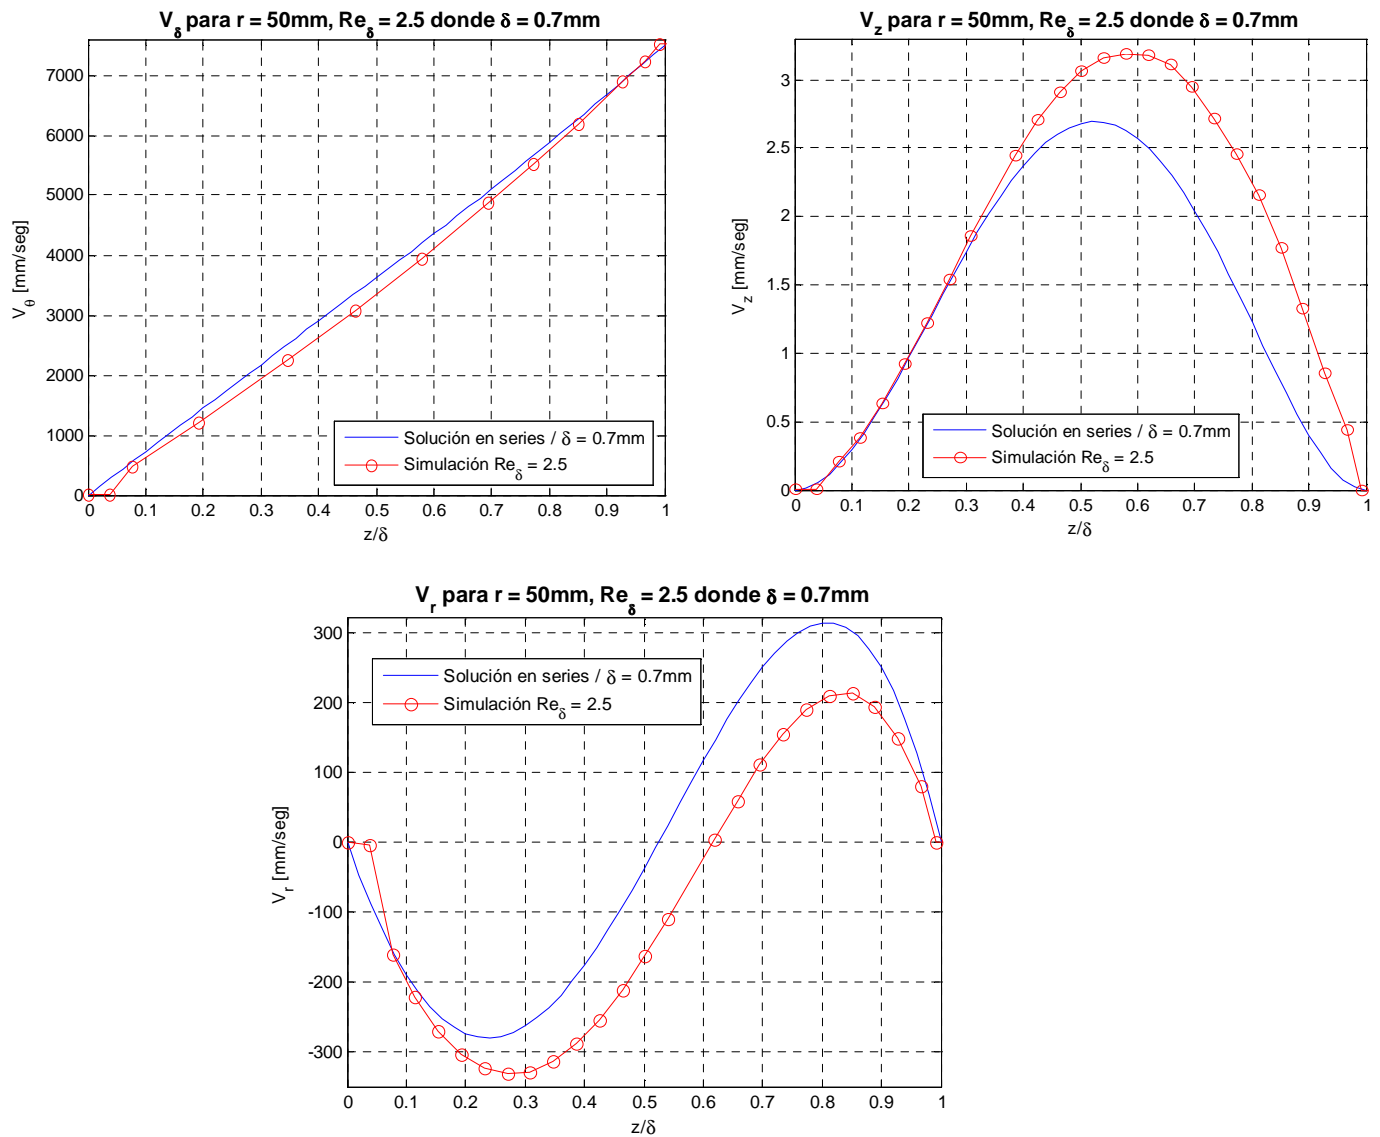 V_δ para r = 50mm, Re_δ = 2.5 donde δ = 0.7mm
7000
6000
5000
4000
3000
2000
1000
0
V_θ [mm/seg]
Solución en series / δ = 0.7mm
Simulación Re_δ = 2.5
0 0.1 0.2 0.3 0.4 0.5 0.6 0.7 0.8 0.9 1
z/δ
V_z para r = 50mm, Re_δ = 2.5 donde δ = 0.7mm
3
2.5
2
1.5
1
0.5
0
V_z [mm/seg]
Solución en series / δ = 0.7mm
Simulación Re_δ = 2.5
0 0.1 0.2 0.3 0.4 0.5 0.6 0.7 0.8 0.9 1
z/δ
V_r para r = 50mm, Re_δ = 2.5 donde δ = 0.7mm
300
200
100
0
-100
-200
-300
V_r [mm/seg]
Solución en series / δ = 0.7mm
Simulación Re_δ = 2.5
0 0.1 0.2 0.3 0.4 0.5 0.6 0.7 0.8 0.9 1
z/δ